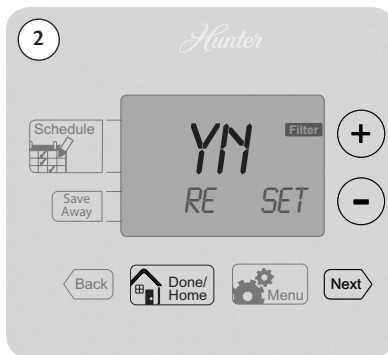 2
Hunter
Schedule
YN
Filter
+
Save
Away
RE SET
-
Back
Done/
Home
Menu
Next